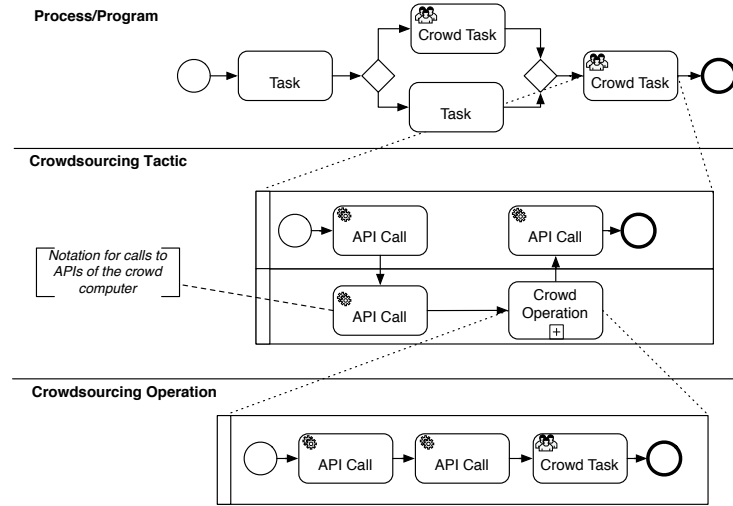 Process/Program
Crowd Task
Task
Crowd Task
Task
Crowdsourcing Tactic
API Call
API Call
Notation for calls to
APIs of the crowd
computer
API Call
Crowd
Operation
Crowdsourcing Operation
API Call
API Call
Crowd Task